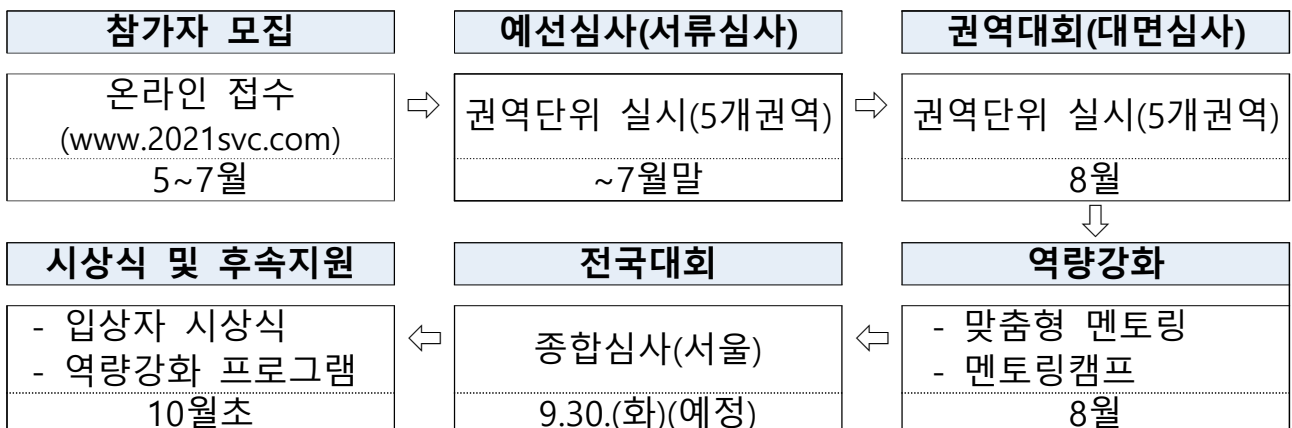 참가자 모집
온라인 접수
(www.2021svc.com)
5~7월
⇨
예선심사(서류심사)
권역단위 실시(5개권역)
~7월말
⇨
권역대회(대면심사)
권역단위 실시(5개권역)
8월
⇩
역량강화
- 맞춤형 멘토링
- 멘토링캠프
8월
⇦
전국대회
종합심사(서울)
9.30.(화)(예정)
⇦
시상식 및 후속지원
- 입상자 시상식
- 역량강화 프로그램
10월초